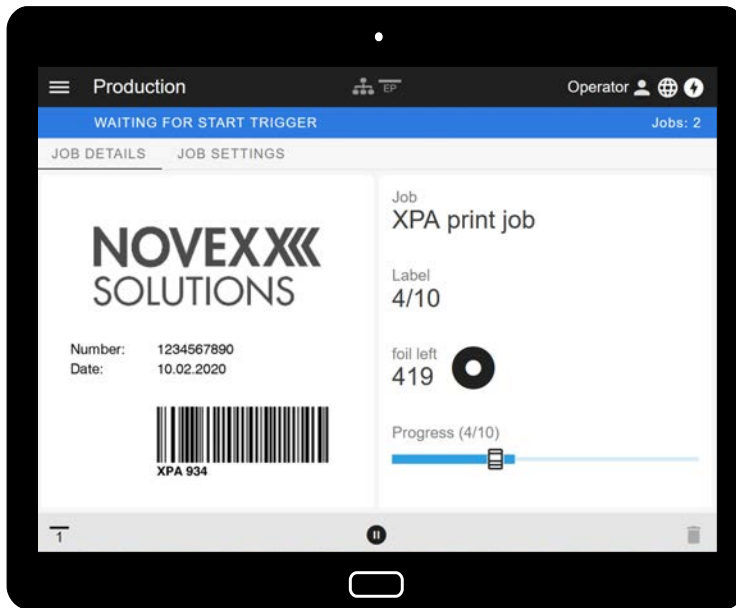 Production
EP
Operator
WAITING FOR START TRIGGER
Jobs: 2
JOB DETAILS
JOB SETTINGS
NOVEXX
SOLUTIONS
Number: 1234567890
Date: 10.02.2020
XPA 934
Job
XPA print job
Label
4/10
foil left
419
Progress (4/10)
1